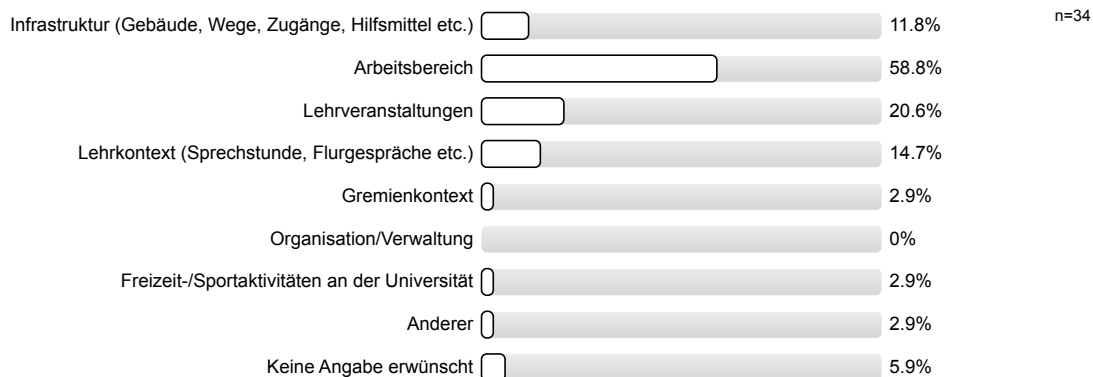 Infrastruktur (Gebäude, Wege, Zugänge, Hilfsmittel etc.) 11.8% n=34
Arbeitsbereich 58.8%
Lehrveranstaltungen 20.6%
Lehrkontext (Sprechstunde, Flurgespräche etc.) 14.7%
Gremienkontext 2.9%
Organisation/Verwaltung 0%
Freizeit-/Sportaktivitäten an der Universität 2.9%
Anderer 2.9%
Keine Angabe erwünscht 5.9%